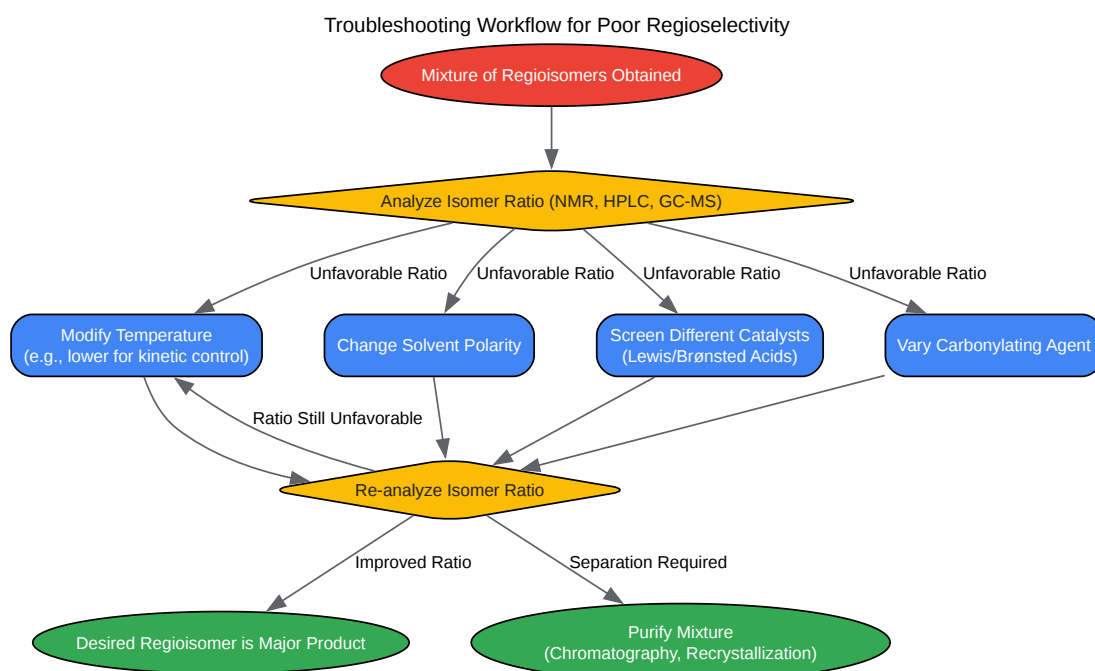 Troubleshooting Workflow for Poor Regioselectivity
Mixture of Regioisomers Obtained
Analyze Isomer Ratio (NMR, HPLC, GC-MS)
Unfavorable Ratio
Unfavorable Ratio
Unfavorable Ratio
Unfavorable Ratio
Modify Temperature
(e.g., lower for kinetic control)
Change Solvent Polarity
Screen Different Catalysts
(Lewis/Brønsted Acids)
Vary Carbonylating Agent
Ratio Still Unfavorable
Re-analyze Isomer Ratio
Improved Ratio
Separation Required
Desired Regioisomer is Major Product
Purify Mixture
(Chromatography, Recrystallization)